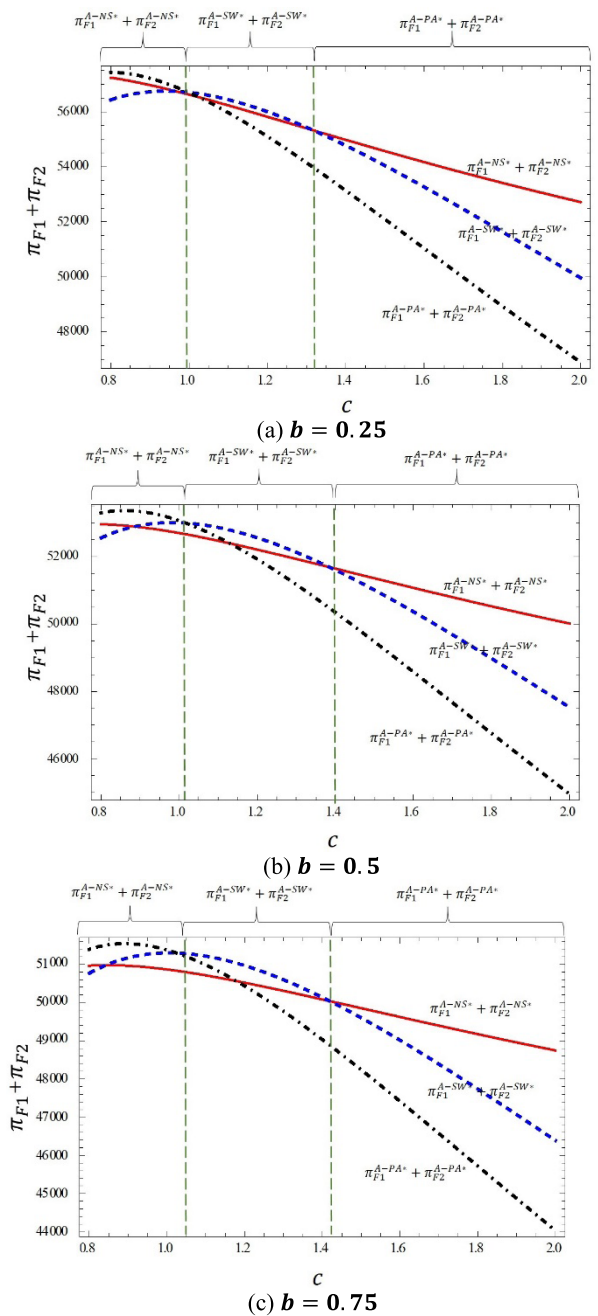 π_{F1}^{A-NS*} + π_{F2}^{A-NS*} π_{F1}^{A-SW*} + π_{F2}^{A-SW*} π_{F1}^{A-PA*} + π_{F2}^{A-PA*}
56000
54000
52000
50000
48000
π_{F1}+π_{F2}
π_{F1}^{A-NS*} + π_{F2}^{A-NS*}
π_{F1}^{A-SW*} + π_{F2}^{A-SW*}
π_{F1}^{A-PA*} + π_{F2}^{A-PA*}
0.8 1.0 1.2 1.4 1.6 1.8 2.0
c
(a) b = 0.25
π_{F1}^{A-NS*} + π_{F2}^{A-NS*} π_{F1}^{A-SW*} + π_{F2}^{A-SW*} π_{F1}^{A-PA*} + π_{F2}^{A-PA*}
52000
50000
48000
46000
π_{F1}+π_{F2}
π_{F1}^{A-NS*} + π_{F2}^{A-NS*}
π_{F1}^{A-SW*} + π_{F2}^{A-SW*}
π_{F1}^{A-PA*} + π_{F2}^{A-PA*}
0.8 1.0 1.2 1.4 1.6 1.8 2.0
c
(b) b = 0.5
π_{F1}^{A-NS*} + π_{F2}^{A-NS*} π_{F1}^{A-SW*} + π_{F2}^{A-SW*} π_{F1}^{A-PA*} + π_{F2}^{A-PA*}
51000
50000
49000
48000
47000
46000
45000
44000
π_{F1}+π_{F2}
π_{F1}^{A-NS*} + π_{F2}^{A-NS*}
π_{F1}^{A-SW*} + π_{F2}^{A-SW*}
π_{F1}^{A-PA*} + π_{F2}^{A-PA*}
0.8 1.0 1.2 1.4 1.6 1.8 2.0
c
(c) b = 0.75